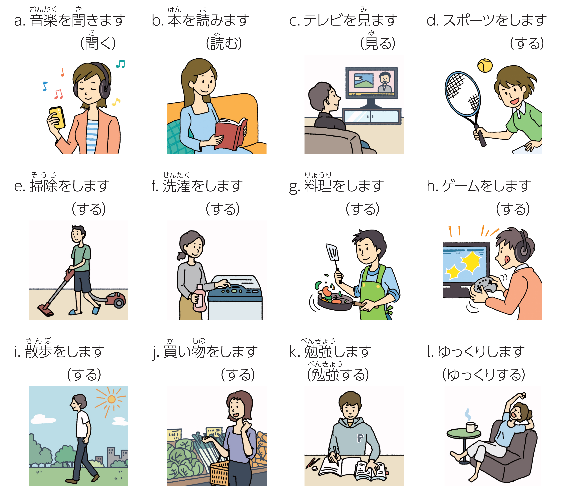 a. 音楽を聞きます
(聞く)
b. 本を読みます
(読む)
c. テレビを見ます
(見る)
d. スポーツをします
(する)
e. 掃除をします
(する)
f. 洗濯をします
(する)
g. 料理をします
(する)
h. ゲームをします
(する)
i. 散歩をします
(する)
j. 買い物をします
(する)
k. 勉強します
(勉強する)
l. ゆっくりします
(ゆっくりする)